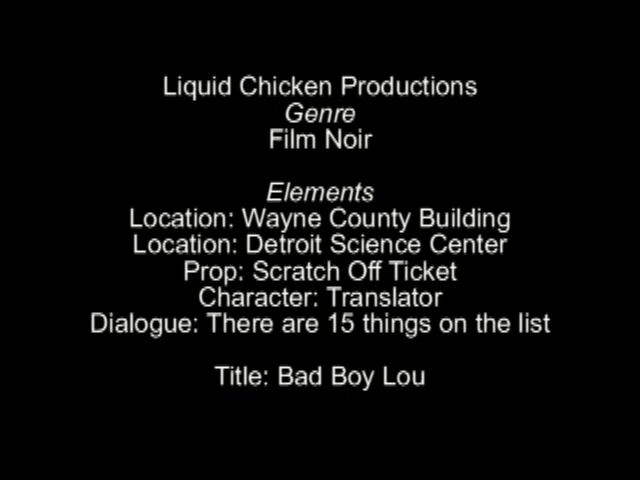 Liquid Chicken Productions
Genre
Film Noir
Elements
Location: Wayne County Building
Location: Detroit Science Center
Prop: Scratch Off Ticket
Character: Translator
Dialogue: There are 15 things on the list
Title: Bad Boy Lou